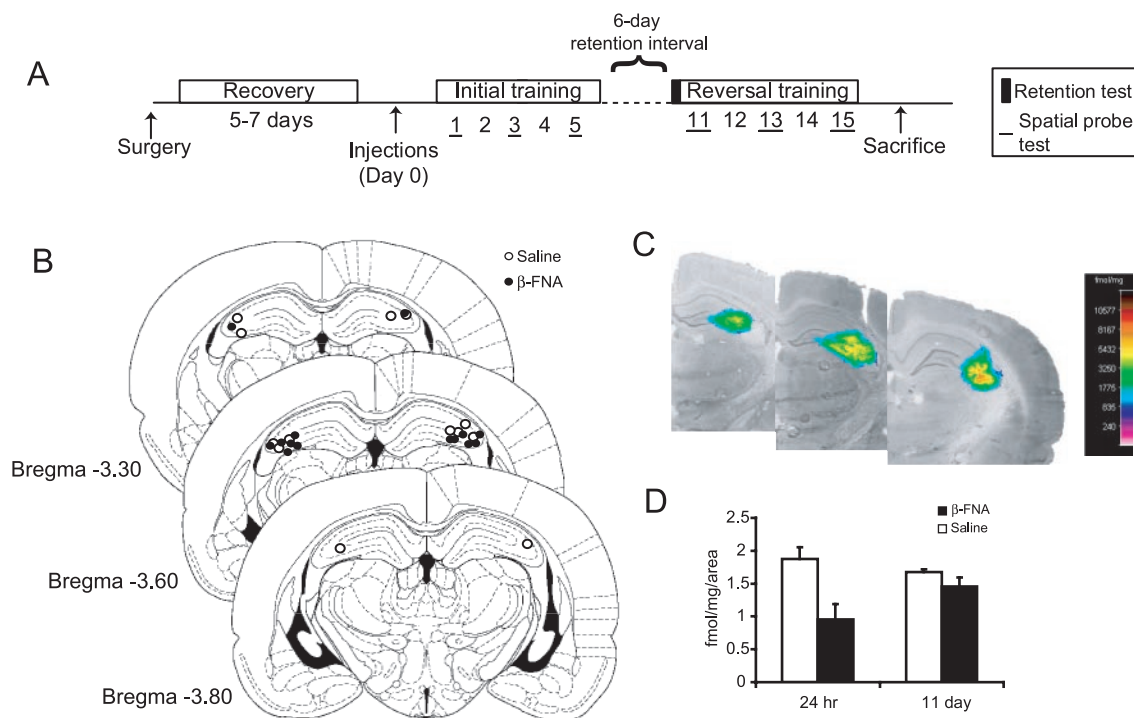 A
6-day
retention interval
Recovery
Initial training
Reversal training
5-7 days
1 2 3 4 5
11 12 13 14 15
Surgery
Injections
(Day 0)
Sacrifice
Retention test
Spatial probe
test
B
Saline
β-FNA
Bregma -3.30
Bregma -3.60
Bregma -3.80
C
fmol/mg
10577
8167
5432
3250
1775
835
240
D
β-FNA
Saline
fmol/mg/area
2.5
2
1.5
1
0.5
0
24 hr
11 day